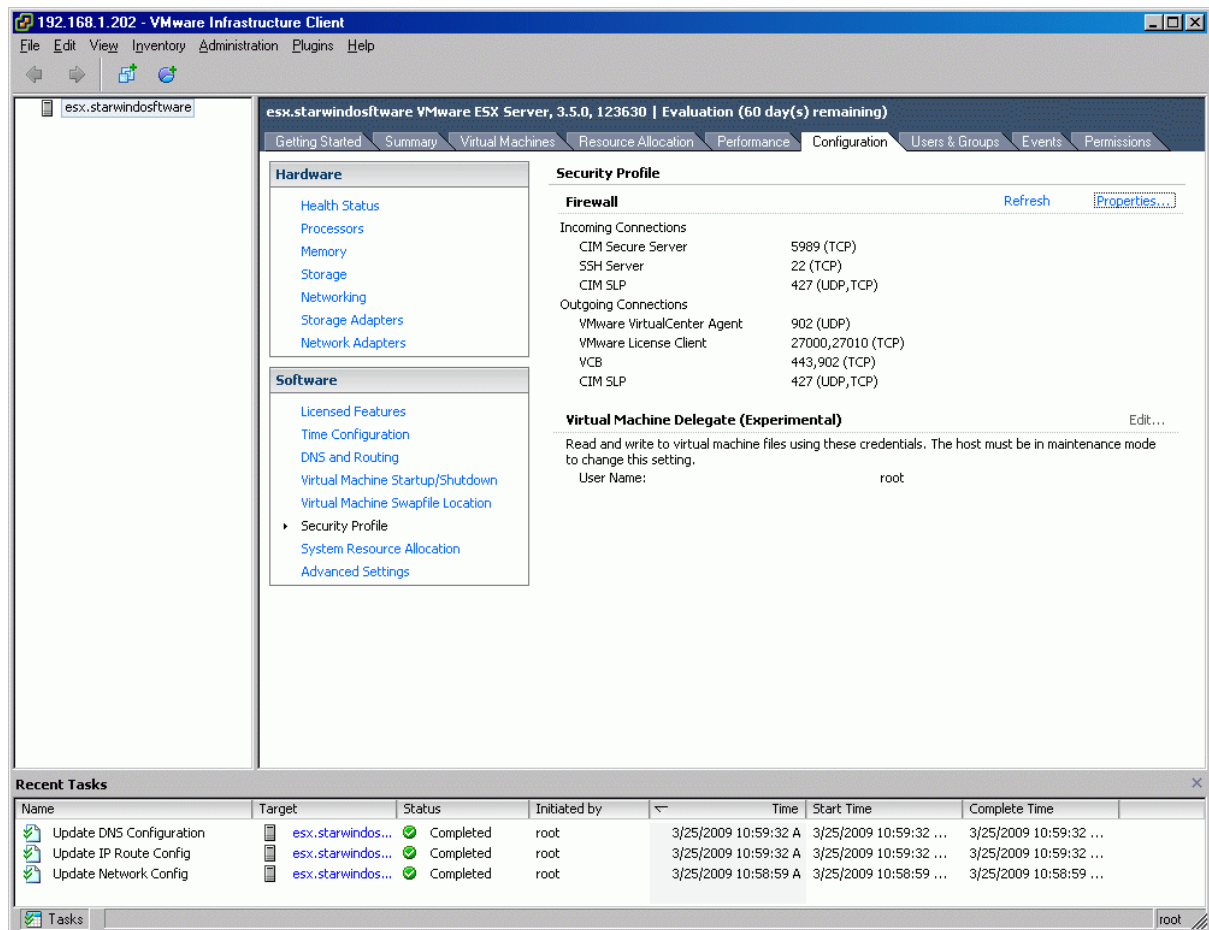 192.168.1.202 - VMware Infrastructure Client
File Edit View Inventory Administration Plugins Help
esx.starwindosftware
esx.starwindosftware VMware ESX Server, 3.5.0, 123630 | Evaluation (60 day(s) remaining)
Getting Started Summary Virtual Machines Resource Allocation Performance Configuration Users & Groups Events Permissions
Hardware
Health Status
Processors
Memory
Storage
Networking
Storage Adapters
Network Adapters
Software
Licensed Features
Time Configuration
DNS and Routing
Virtual Machine Startup/Shutdown
Virtual Machine Swapfile Location
Security Profile
System Resource Allocation
Advanced Settings
Security Profile
Firewall Refresh Properties...
Incoming Connections
CIM Secure Server 5989 (TCP)
SSH Server 22 (TCP)
CIM SLP 427 (UDP,TCP)
Outgoing Connections
VMware VirtualCenter Agent 902 (UDP)
VMware License Client 27000,27010 (TCP)
VCB 443,902 (TCP)
CIM SLP 427 (UDP,TCP)
Virtual Machine Delegate (Experimental) Edit...
Read and write to virtual machine files using these credentials. The host must be in maintenance mode
to change this setting.
User Name: root
Recent Tasks
Name Target Status Initiated by Time Start Time Complete Time
Update DNS Configuration esx.starwindos... Completed root 3/25/2009 10:59:32 A 3/25/2009 10:59:32 ... 3/25/2009 10:59:32 ...
Update IP Route Config esx.starwindos... Completed root 3/25/2009 10:59:32 A 3/25/2009 10:59:32 ... 3/25/2009 10:59:32 ...
Update Network Config esx.starwindos... Completed root 3/25/2009 10:58:59 A 3/25/2009 10:58:59 ... 3/25/2009 10:58:59 ...
Tasks root